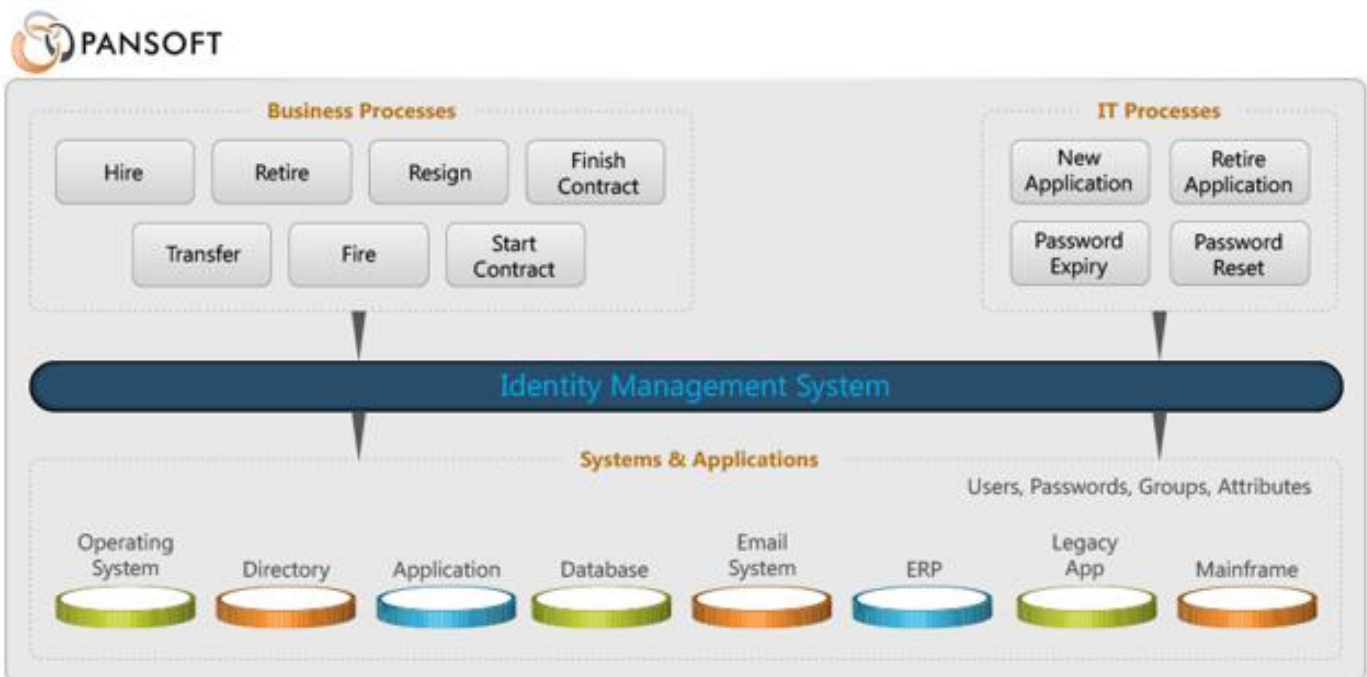 PANSOFT
Business Processes
IT Processes
Hire
Retire
Resign
Finish
Contract
Transfer
Fire
Start
Contract
New
Application
Retire
Application
Password
Expiry
Password
Reset
Identity Management System
Systems & Applications
Users, Passwords, Groups, Attributes
Operating
System
Directory
Application
Database
Email
System
ERP
Legacy
App
Mainframe